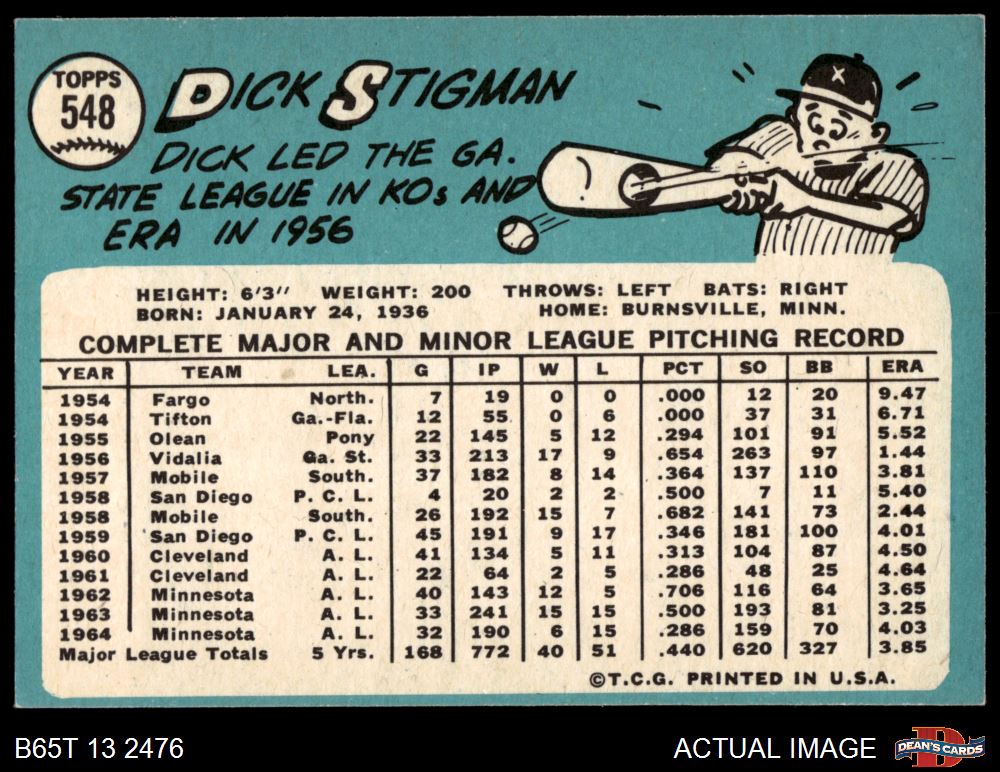 TOPPS
548
DICK STIGMAN
DICK LED THE GA.
STATE LEAGUE IN KOs AND
ERA IN 1956
X
HEIGHT: 6'3" WEIGHT: 200 THROWS: LEFT BATS: RIGHT
BORN: JANUARY 24, 1936 HOME: BURNSVILLE, MINN.
COMPLETE MAJOR AND MINOR LEAGUE PITCHING RECORD
YEAR TEAM LEA. G IP W L PCT SO BB ERA
1954 Fargo North. 7 19 0 0 .000 12 20 9.47
1954 Tifton Ga.-Fla. 12 55 0 6 .000 37 31 6.71
1955 Olean Pony 22 145 5 12 .294 101 91 5.52
1956 Vidalia Ga. St. 33 213 17 9 .654 263 97 1.44
1957 Mobile South. 37 182 8 14 .364 137 110 3.81
1958 San Diego P. C. L. 4 20 2 2 .500 7 11 5.40
1958 Mobile South. 26 192 15 7 .682 141 73 2.44
1959 San Diego P. C. L. 45 191 9 17 .346 181 100 4.01
1960 Cleveland A. L. 41 134 5 11 .313 104 87 4.50
1961 Cleveland A. L. 22 64 2 5 .286 48 25 4.64
1962 Minnesota A. L. 40 143 12 5 .706 116 64 3.65
1963 Minnesota A. L. 33 241 15 15 .500 193 81 3.25
1964 Minnesota A. L. 32 190 6 15 .286 159 70 4.03
Major League Totals 5 Yrs. 168 772 40 51 .440 620 327 3.85
©T.C.G. PRINTED IN U.S.A.
B65T 13 2476 ACTUAL IMAGE
D
DEAN'S CARDS